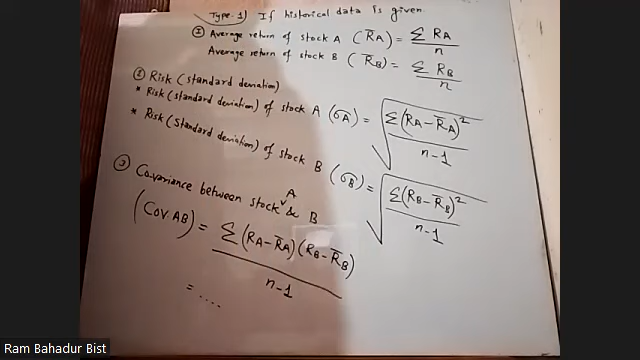 Type-1) If historical data is given.
① Average return of stock A (R̄A) = ΣRA/n
Average return of stock B (R̄B) = ΣRB/n
② Risk (standard deviation)
* Risk (standard deviation) of stock A (σA) = √(Σ(RA-R̄A)²/n-1)
* Risk (standard deviation) of stock B (σB) = √(Σ(RB-R̄B)²/n-1)
③ Covariance between stock A & B
(Cov AB) = Σ(RA-R̄A)(RB-R̄B)/n-1
= ....
Ram Bahadur Bist